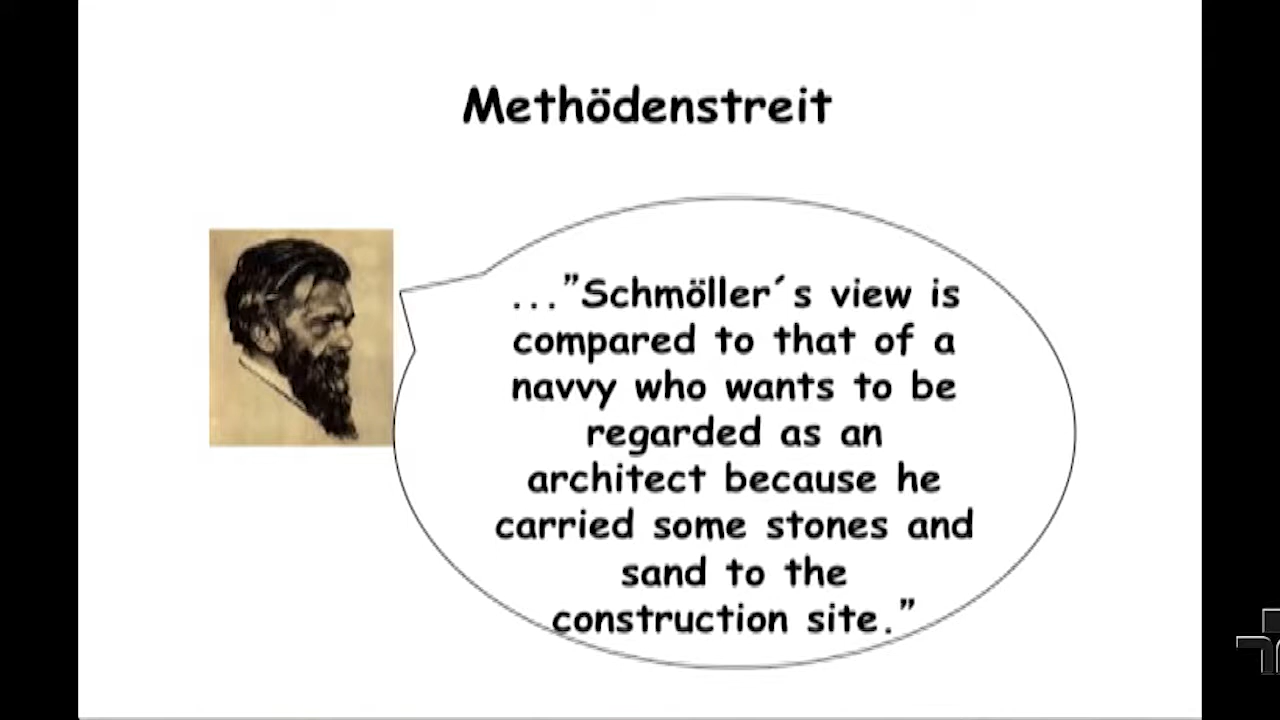 Methödenstreit
..."Schmöller´s view is
compared to that of a
navvy who wants to be
regarded as an
architect because he
carried some stones and
sand to the
construction site.”